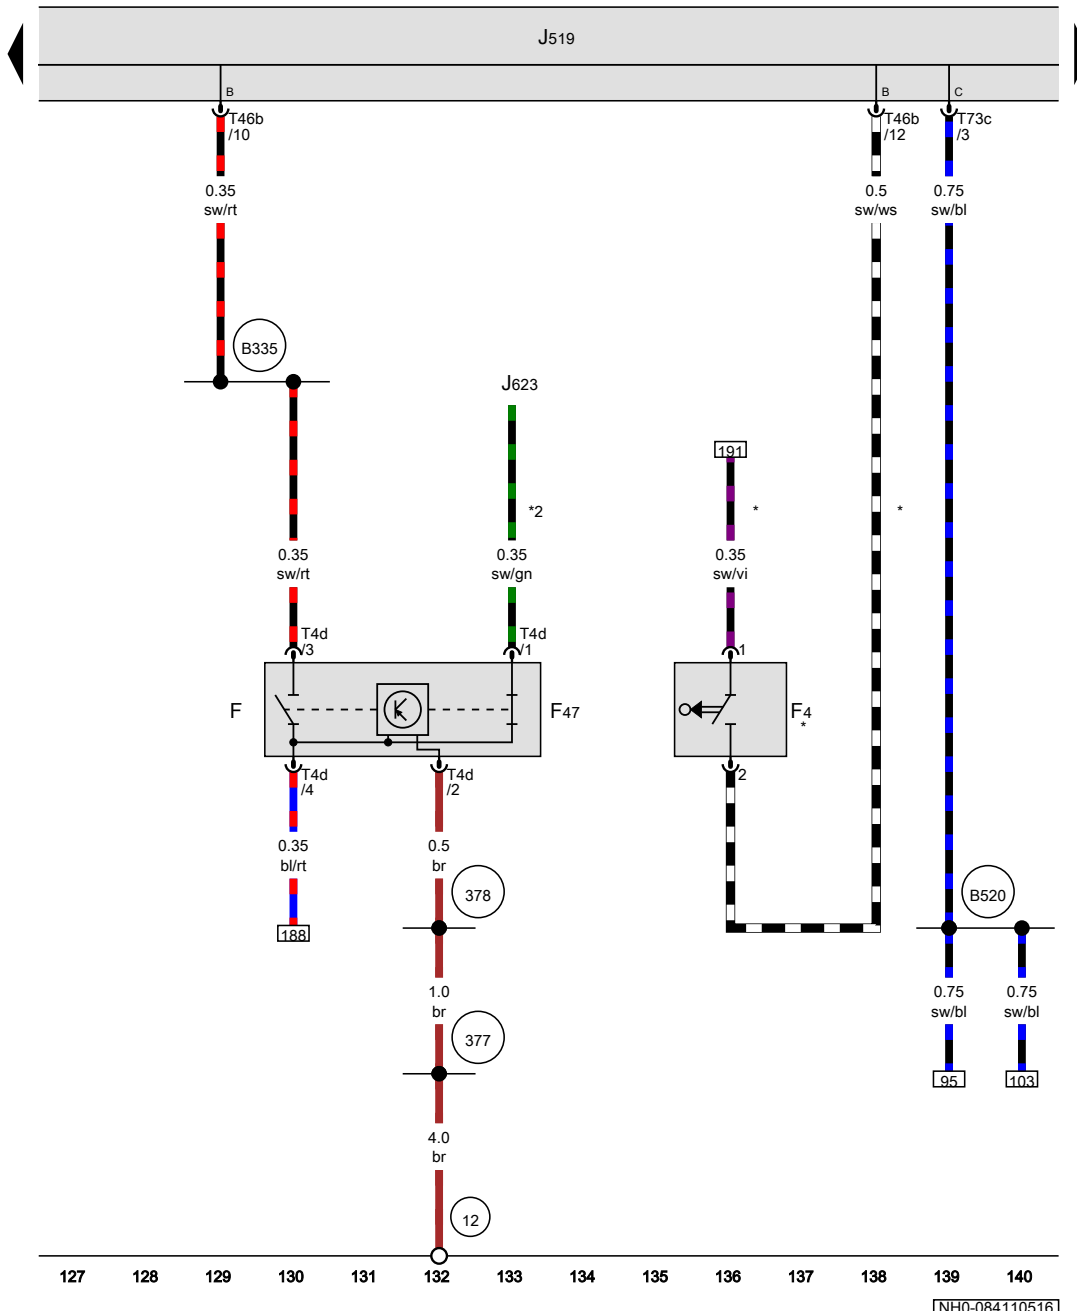 J519
B
B
C
T46b
/10
T46b
/12
T73c
/3
0.35
sw/rt
0.5
sw/ws
0.75
sw/bl
B335
J623
191
*2
*
*
0.35
sw/rt
0.35
sw/gn
0.35
sw/vi
T4d
/3
T4d
/1
1
F
F47
F4
*
T4d
/4
T4d
/2
2
0.35
bl/rt
0.5
br
378
B520
188
1.0
br
0.75
sw/bl
0.75
sw/bl
377
95
103
4.0
br
12
127 128 129 130 131 132 133 134 135 136 137 138 139 140
NH0-084110516